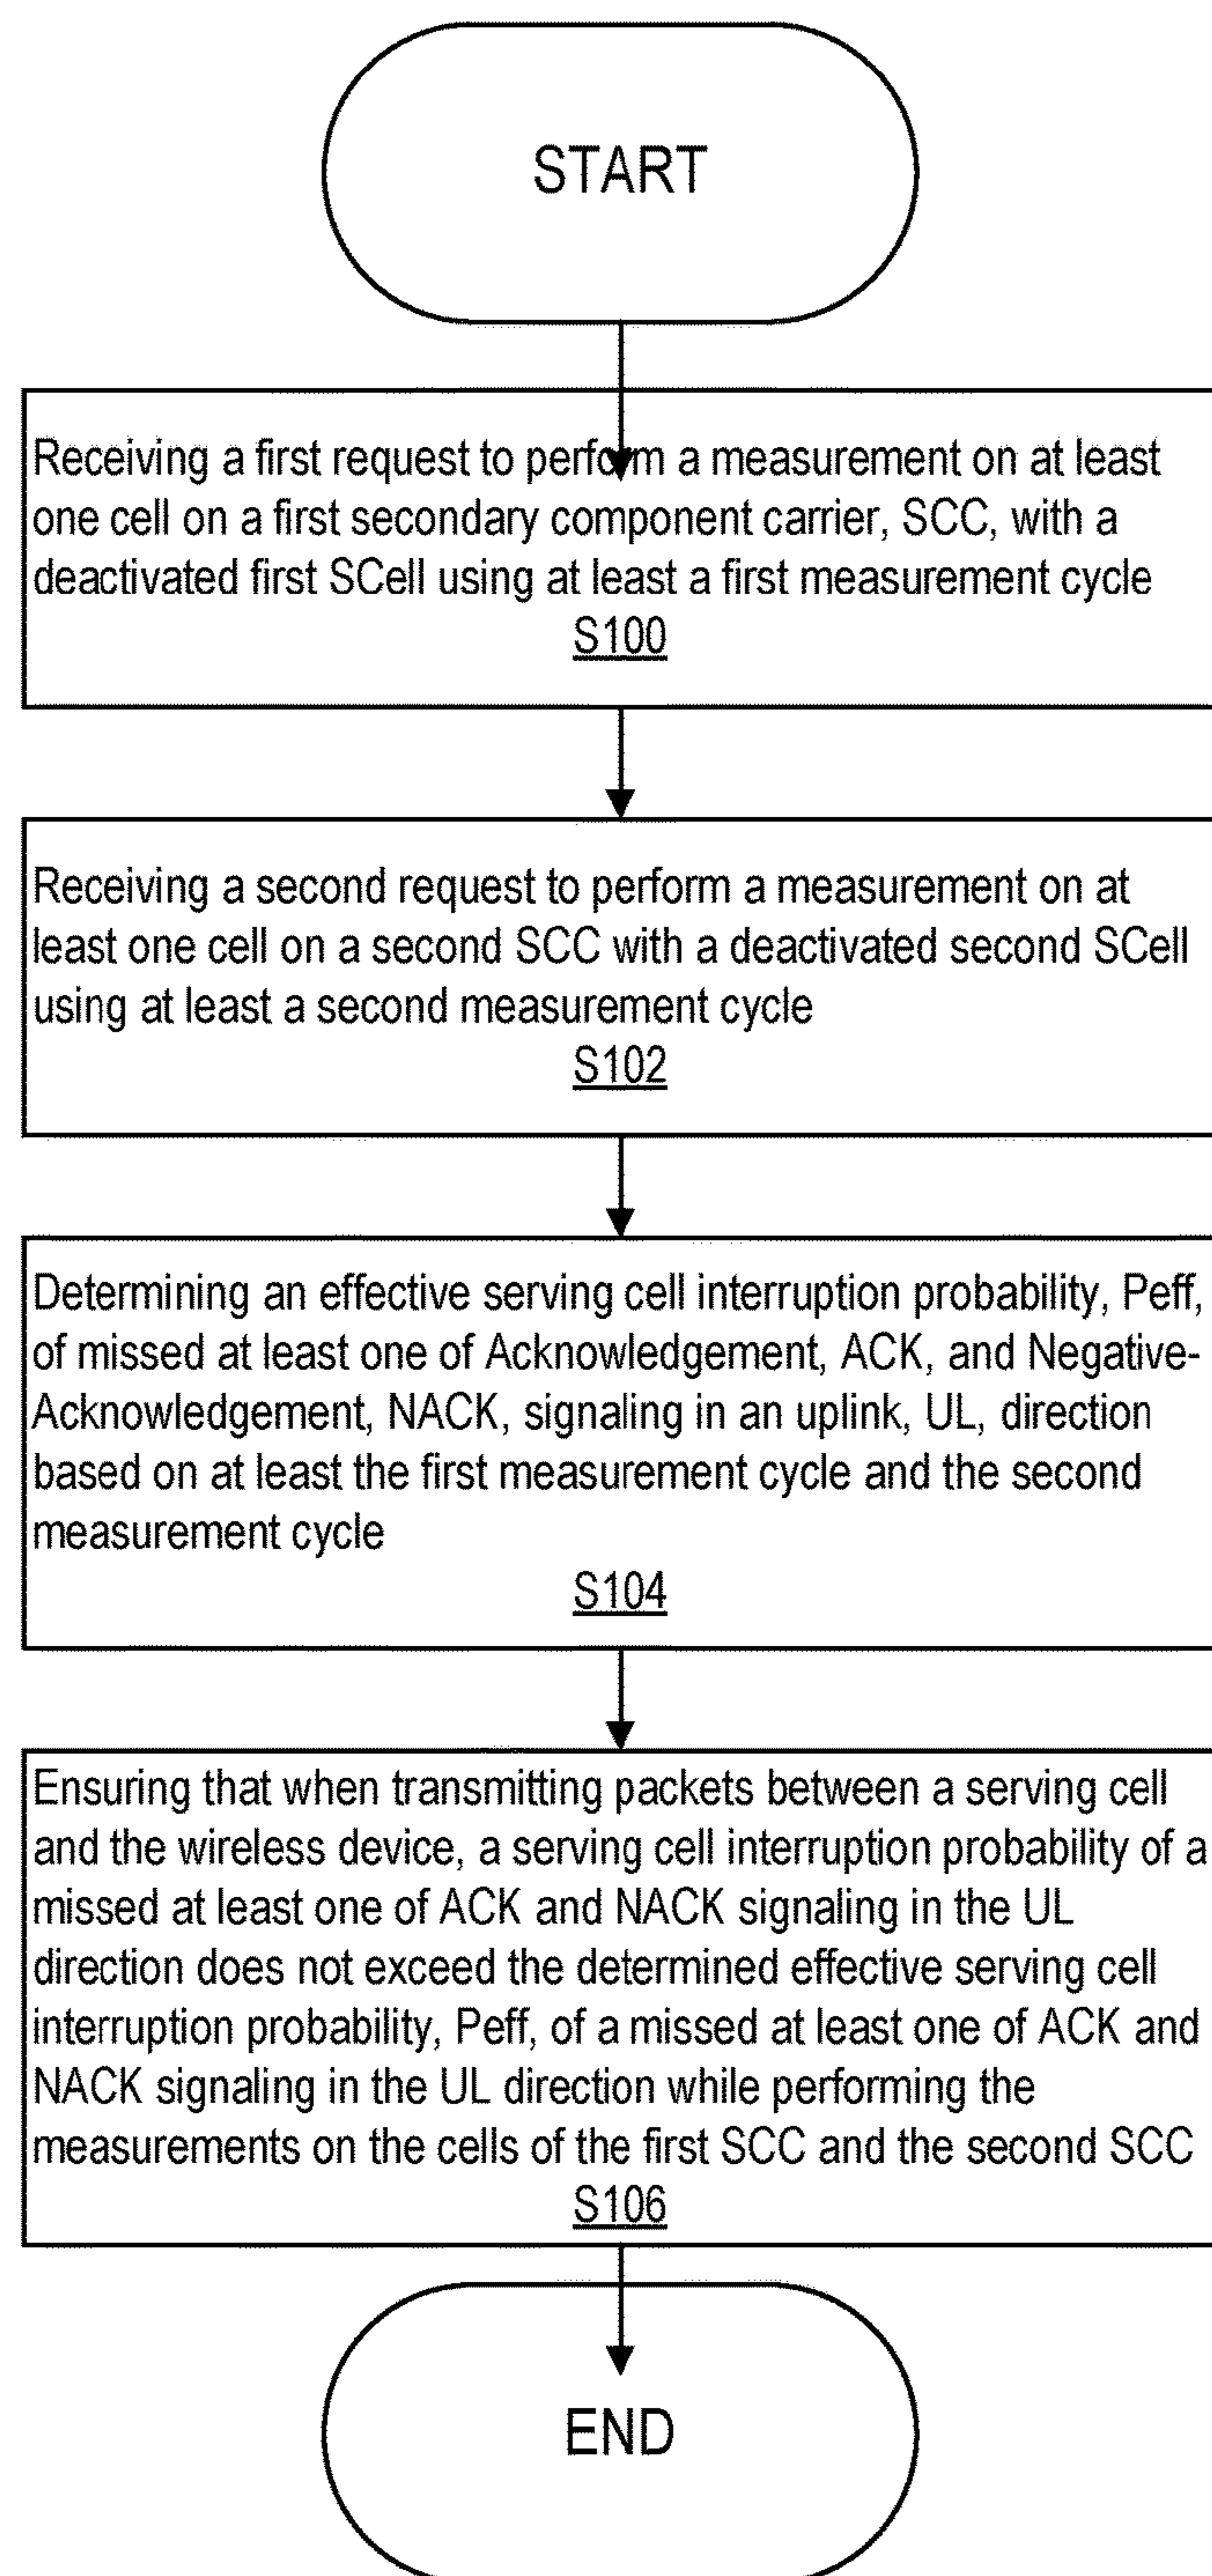 START
Receiving a first request to perform a measurement on at least
one cell on a first secondary component carrier, SCC, with a
deactivated first SCell using at least a first measurement cycle
S100
Receiving a second request to perform a measurement on at
least one cell on a second SCC with a deactivated second SCell
using at least a second measurement cycle
S102
Determining an effective serving cell interruption probability, Peff,
of missed at least one of Acknowledgement, ACK, and Negative-
Acknowledgement, NACK, signaling in an uplink, UL, direction
based on at least the first measurement cycle and the second
measurement cycle
S104
Ensuring that when transmitting packets between a serving cell
and the wireless device, a serving cell interruption probability of a
missed at least one of ACK and NACK signaling in the UL
direction does not exceed the determined effective serving cell
interruption probability, Peff, of a missed at least one of ACK and
NACK signaling in the UL direction while performing the
measurements on the cells of the first SCC and the second SCC
S106
END